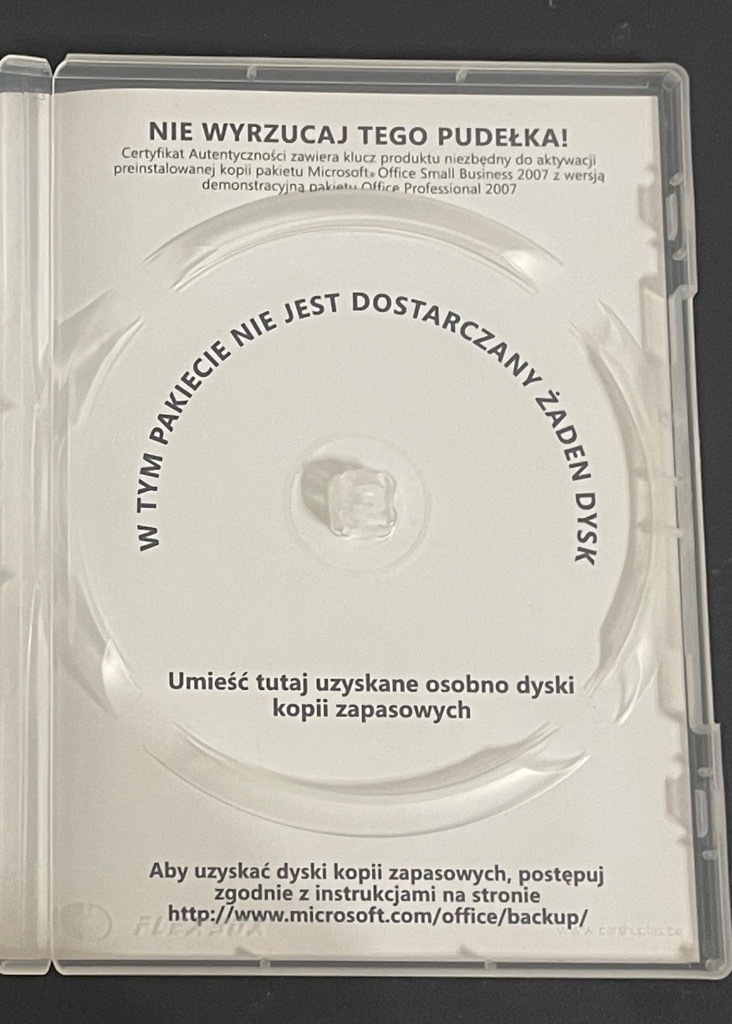 NIE WYRZUCAJ TEGO PUDEŁKA!
Certyfikat Autentyczności zawiera klucz produktu niezbędny do aktywacji
preinstalowanej kopii pakietu Microsoft® Office Small Business 2007 z wersją
demonstracyjną pakietu Office Professional 2007
W TYM PAKIECIE NIE JEST DOSTARCZANY ŻADEN DYSK
Umieść tutaj uzyskane osobno dyski
kopii zapasowych
Aby uzyskać dyski kopii zapasowych, postępuj
zgodnie z instrukcjami na stronie
http://www.microsoft.com/office/backup/
FLEXBOX